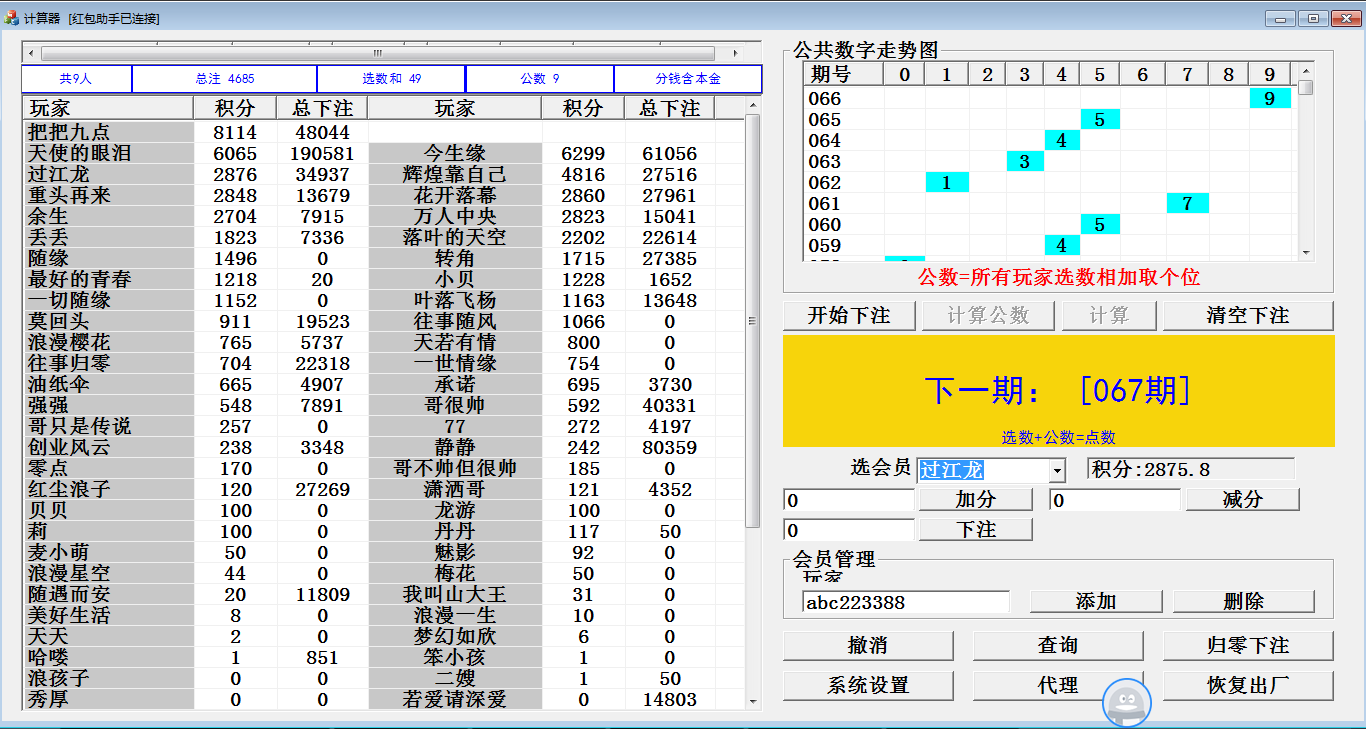 计算器 [红包助手已连接]
共9人 总注 4685 选数和 49 公数 9 分钱含本金
玩家 积分 总下注 玩家 积分 总下注
把把九点 8114 48044
天使的眼泪 6065 190581 今生缘 6299 61056
过江龙 2876 34937 辉煌靠自己 4816 27516
重头再来 2848 13679 花开落幕 2860 27961
余生 2704 7915 万人中央 2823 15041
丢丢 1823 7336 落叶的天空 2202 22614
随缘 1496 0 转角 1715 27385
最好的青春 1218 20 小贝 1228 1652
一切随缘 1152 0 叶落飞杨 1163 13648
莫回头 911 19523 往事随风 1066 0
浪漫樱花 765 5737 天若有情 800 0
往事归零 704 22318 一世情缘 754 0
油纸伞 665 4907 承诺 695 3730
强强 548 7891 哥很帅 592 40331
哥只是传说 257 0 77 272 4197
创业风云 238 3348 静静 242 80359
零点 170 0 哥不帅但很帅 185 0
红尘浪子 120 27269 潇洒哥 121 4352
贝贝 100 0 龙游 100 0
莉 100 0 丹丹 117 50
麦小萌 50 0 魅影 92 0
浪漫星空 44 0 梅花 50 0
随遇而安 20 11809 我叫山大王 31 0
美好生活 8 0 浪漫一生 10 0
天天 2 0 梦幻如欣 6 0
哈喽 1 851 笨小孩 1 0
浪孩子 0 0 二嫂 1 50
秀厚 0 0 若爱请深爱 0 14803
公共数字走势图
期号 0 1 2 3 4 5 6 7 8 9
066 9
065 5
064 4
063 3
062 1
061 7
060 5
059 4
公数=所有玩家选数相加取个位
开始下注 计算公数 计算 清空下注
下一期： [067期]
选数+公数=点数
选会员 过江龙 积分:2875.8
0 加分 0 减分
0 下注
会员管理
玩家
abc223388 添加 删除
撤消 查询 归零下注
系统设置 代理 恢复出厂